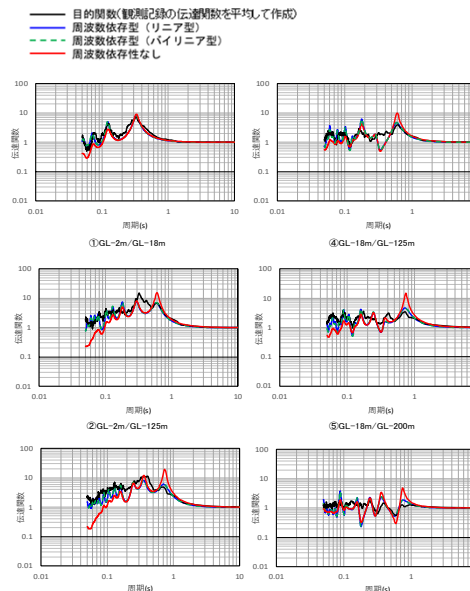 目的関数(観測記録の伝達関数を平均して作成)
周波数依存型(リニア型)
周波数依存型(バイリニア型)
周波数依存性なし
100
10
1
0.1
0.01
伝達関数
0.01
0.1
1
10
周期(s)
①GL-2m/GL-18m
100
10
1
0.1
0.01
伝達関数
0.01
0.1
1
周期(s)
④GL-18m/GL-125m
100
10
1
0.1
0.01
伝達関数
0.01
0.1
1
10
周期(s)
②GL-2m/GL-125m
100
10
1
0.1
0.01
伝達関数
0.01
0.1
1
周期(s)
⑤GL-18m/GL-200m
100
10
1
0.1
0.01
伝達関数
0.01
0.1
1
10
100
10
1
0.1
0.01
伝達関数
0.01
0.1
1